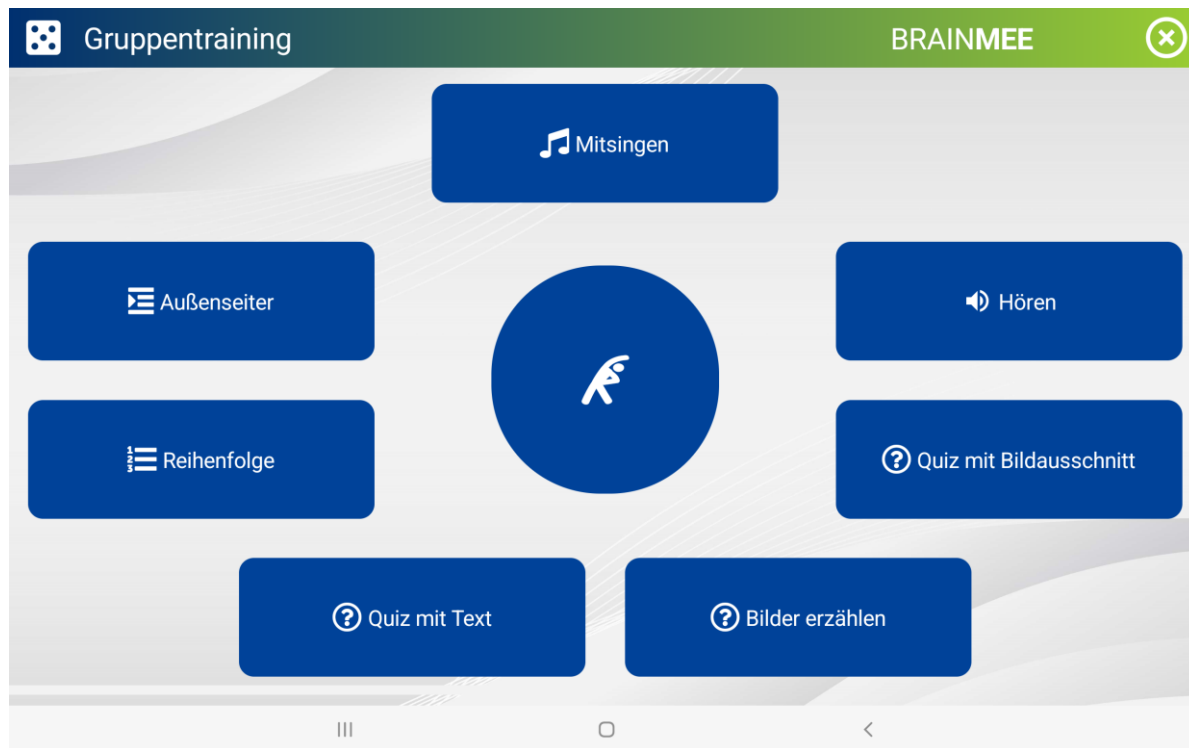 Gruppentraining BRAINMEE
Mitsingen
Außenseiter
Hören
Reihenfolge
Quiz mit Bildausschnitt
Quiz mit Text
Bilder erzählen